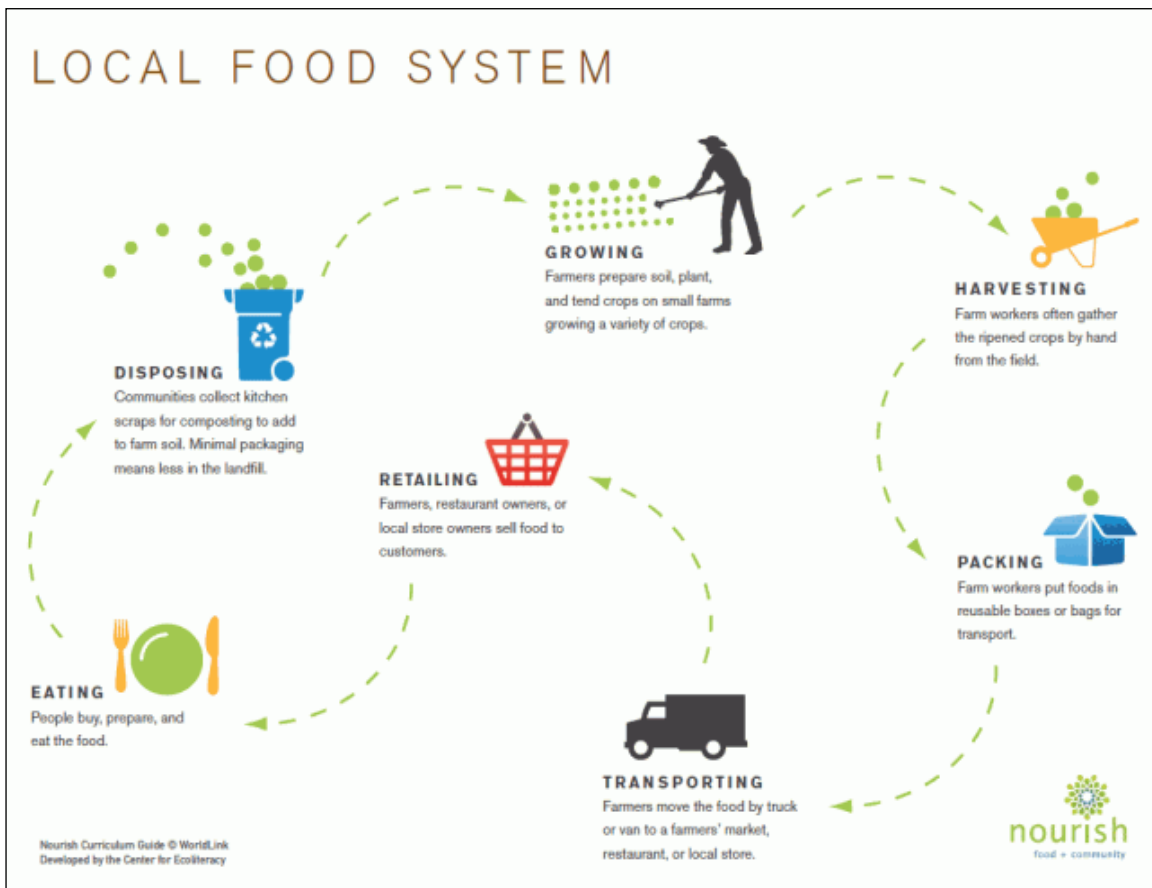 LOCAL FOOD SYSTEM
GROWING
Farmers prepare soil, plant,
and tend crops on small farms
growing a variety of crops.
HARVESTING
Farm workers often gather
the ripened crops by hand
from the field.
PACKING
Farm workers put foods in
reusable boxes or bags for
transport.
TRANSPORTING
Farmers move the food by truck
or van to a farmers' market,
restaurant, or local store.
RETAILING
Farmers, restaurant owners, or
local store owners sell food to
customers.
EATING
People buy, prepare, and
eat the food.
DISPOSING
Communities collect kitchen
scraps for composting to add
to farm soil. Minimal packaging
means less in the landfill.
Nourish Curriculum Guide © WorldLink
Developed by the Center for Ecoliteracy
nourish
food + community